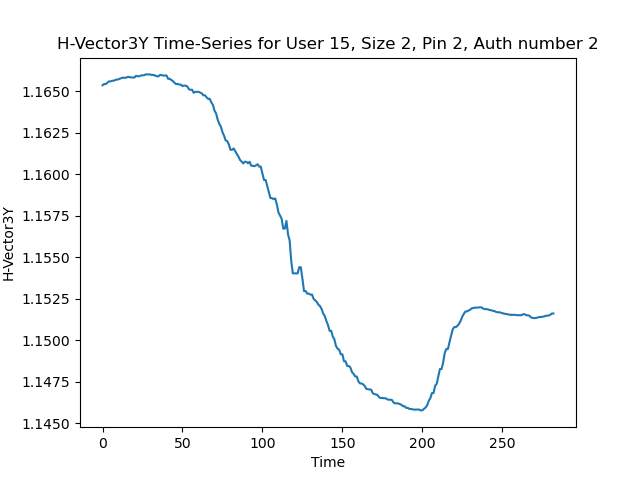 H-Vector3Y Time-Series for User 15, Size 2, Pin 2, Auth number 2
H-Vector3Y
1.1650
1.1625
1.1600
1.1575
1.1550
1.1525
1.1500
1.1475
1.1450
0 50 100 150 200 250
Time